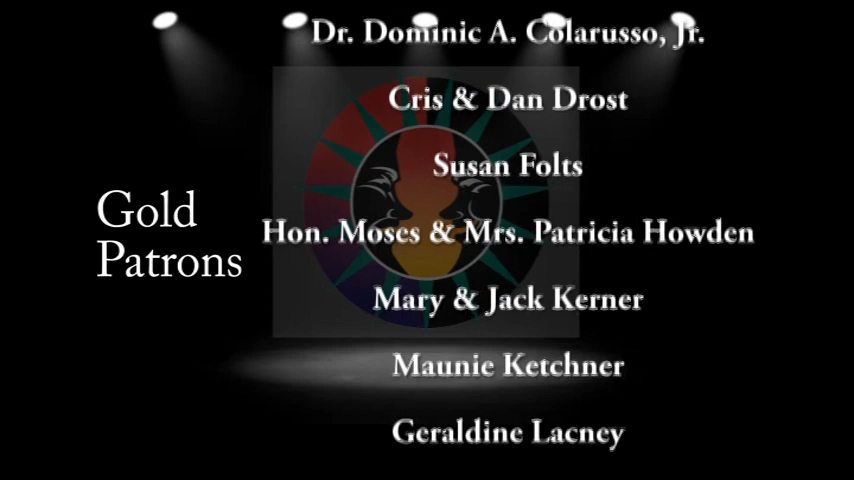 Dr. Dominic A. Colarusso, Jr.
Cris & Dan Drost
Susan Folts
Gold
Patrons
Hon. Moses & Mrs. Patricia Howden
Mary & Jack Kerner
Maunie Ketchner
Geraldine Lacney